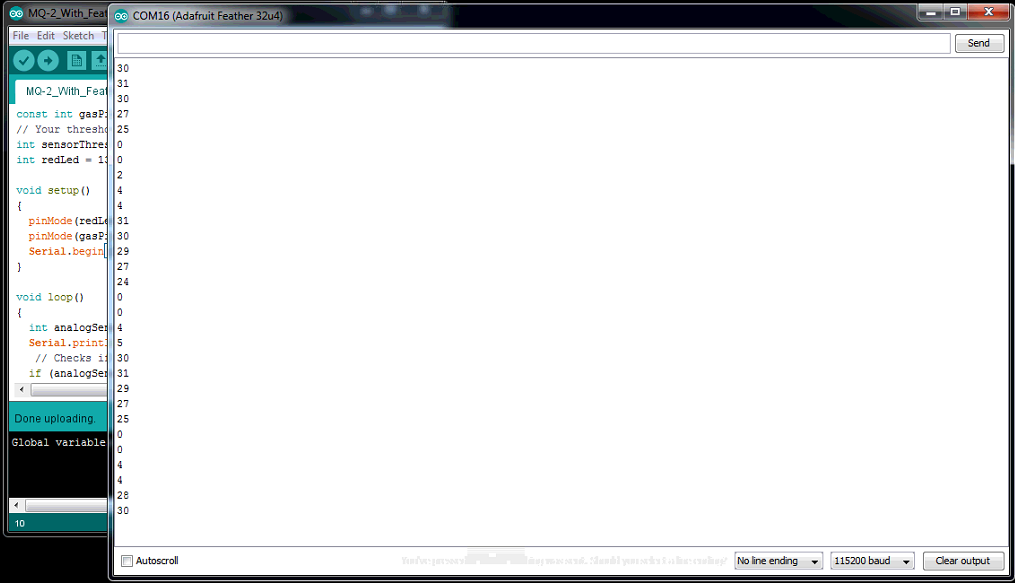 MQ-2_With_Feat
COM16 (Adafruit Feather 32u4)
File Edit Sketch T
Send
MQ-2_With_Feat
const int gasPi
// Your thresho
int sensorThres
int redLed = 13
void setup()
{
pinMode(redLe
pinMode(gasPi
Serial.begin
}
void loop()
{
int analogSen
Serial.printl
// Checks if
if (analogSen
Done uploading.
Global variable
10
30
31
30
27
25
0
0
2
4
4
31
30
29
27
24
0
0
4
5
30
31
29
27
25
0
0
4
4
28
30
Autoscroll
No line ending
115200 baud
Clear output